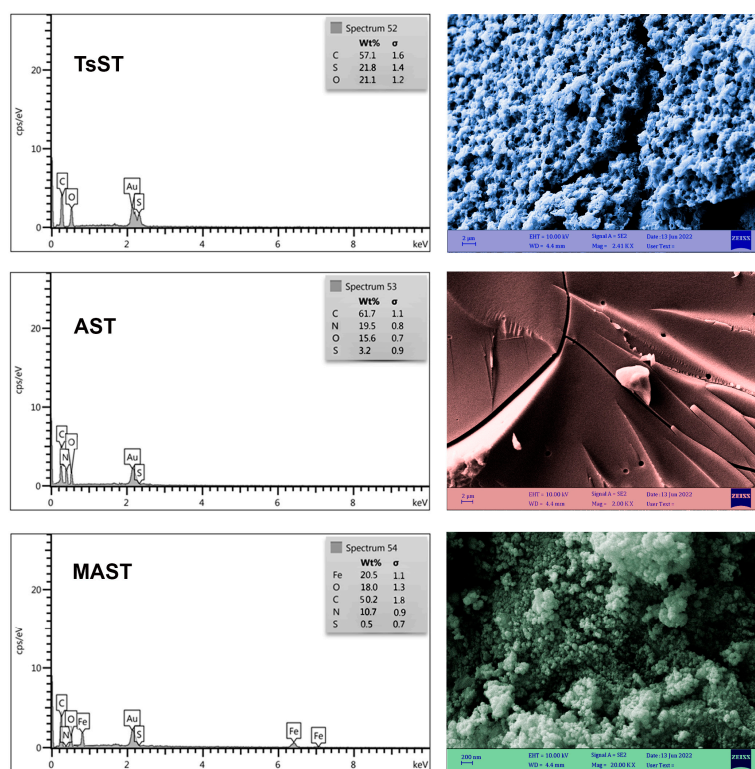 TsST
Spectrum 52
Wt% σ
C 57.1 1.6
S 21.8 1.4
O 21.1 1.2
cps/eV
20
10
0
C
O
Au
S
0 2 4 6 8 keV
2 µm
EHT = 10.00 kV Signal A = SE2 Date :13 Jun 2022
WD = 4.4 mm Mag = 2.41 K X User Text =
ZEISS
AST
Spectrum 53
Wt% σ
C 61.7 1.1
N 19.5 0.8
O 15.6 0.7
S 3.2 0.9
cps/eV
20
10
0
C
N
O
Au
S
0 2 4 6 8 keV
2 µm
EHT = 10.00 kV Signal A = SE2 Date :13 Jun 2022
WD = 4.4 mm Mag = 2.00 K X User Text =
ZEISS
MAST
Spectrum 54
Wt% σ
Fe 20.5 1.1
O 18.0 1.3
C 50.2 1.8
N 10.7 0.9
S 0.5 0.7
cps/eV
20
10
0
C
N
O
Fe
Au
S
Fe
Fe
0 2 4 6 8 keV
200 nm
EHT = 10.00 kV Signal A = SE2 Date :13 Jun 2022
WD = 4.4 mm Mag = 20.00 K X User Text =
ZEISS